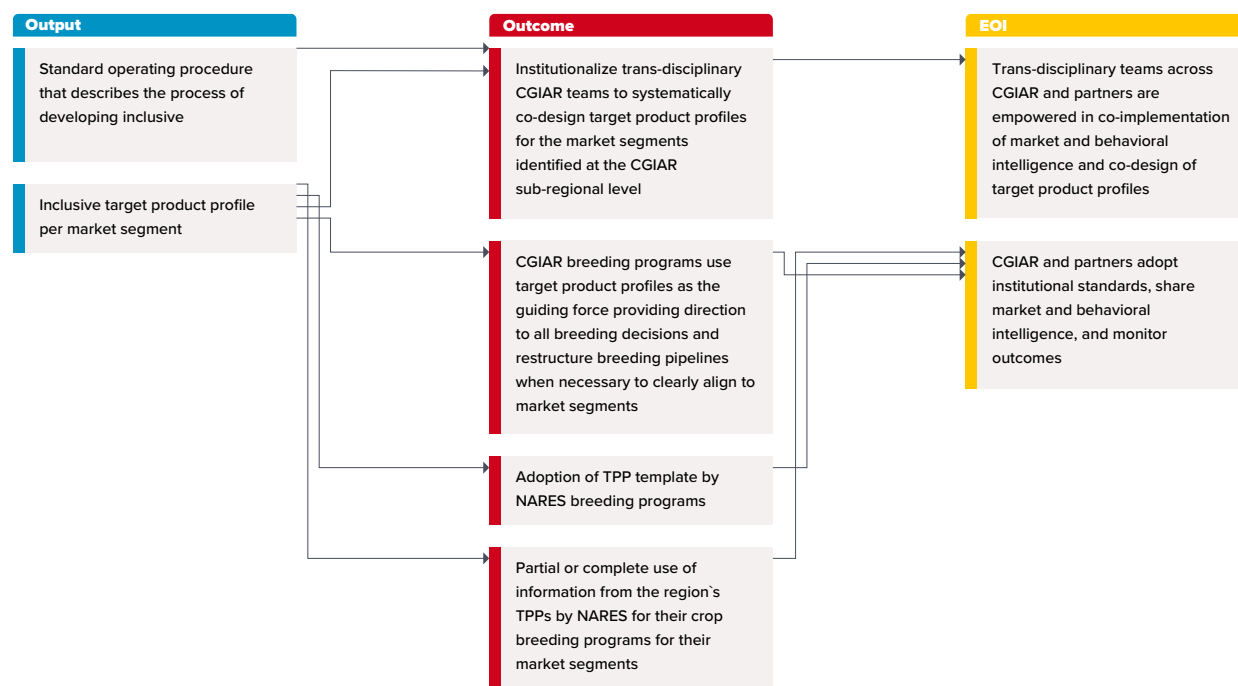 Output
Standard operating procedure
that describes the process of
developing inclusive
Inclusive target product profile
per market segment
Outcome
Institutionalize trans-disciplinary
CGIAR teams to systematically
co-design target product profiles
for the market segments
identified at the CGIAR
sub-regional level
CGIAR breeding programs use
target product profiles as the
guiding force providing direction
to all breeding decisions and
restructure breeding pipelines
when necessary to clearly align to
market segments
Adoption of TPP template by
NARES breeding programs
Partial or complete use of
information from the region`s
TPPs by NARES for their crop
breeding programs for their
market segments
EOI
Trans-disciplinary teams across
CGIAR and partners are
empowered in co-implementation
of market and behavioral
intelligence and co-design of
target product profiles
CGIAR and partners adopt
institutional standards, share
market and behavioral
intelligence, and monitor
outcomes